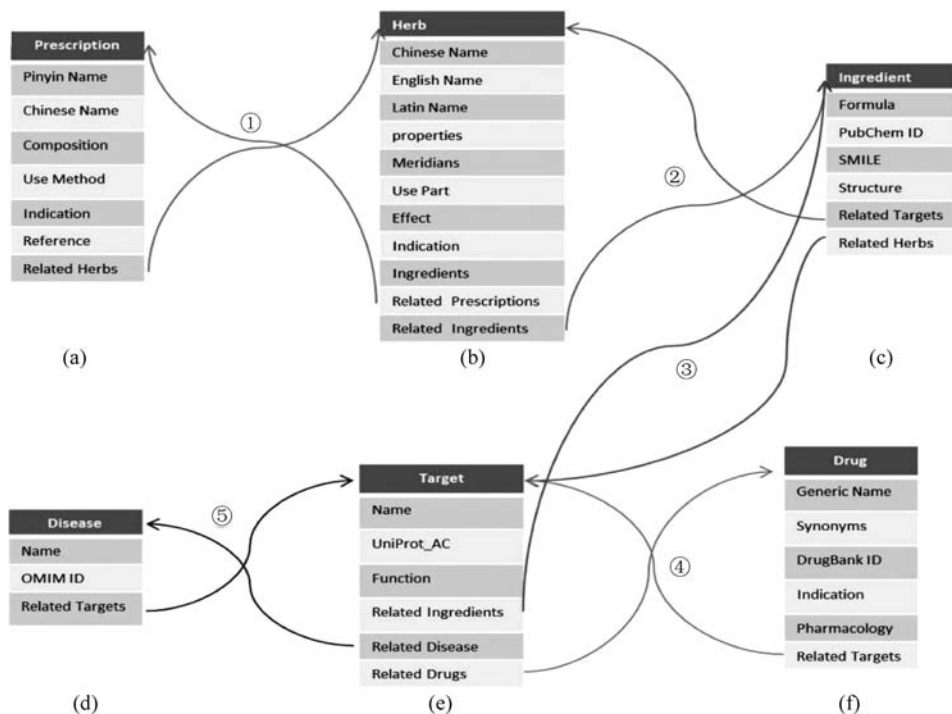 Prescription
Pinyin Name
Chinese Name
Composition
Use Method
Indication
Reference
Related Herbs
(a)
①
Herb
Chinese Name
English Name
Latin Name
properties
Meridians
Use Part
Effect
Indication
Ingredients
Related Prescriptions
Related Ingredients
(b)
②
Ingredient
Formula
PubChem ID
SMILE
Structure
Related Targets
Related Herbs
(c)
③
Disease
Name
OMIM ID
Related Targets
(d)
⑤
Target
Name
UniProt_AC
Function
Related Ingredients
Related Disease
Related Drugs
(e)
④
Drug
Generic Name
Synonyms
DrugBank ID
Indication
Pharmacology
Related Targets
(f)